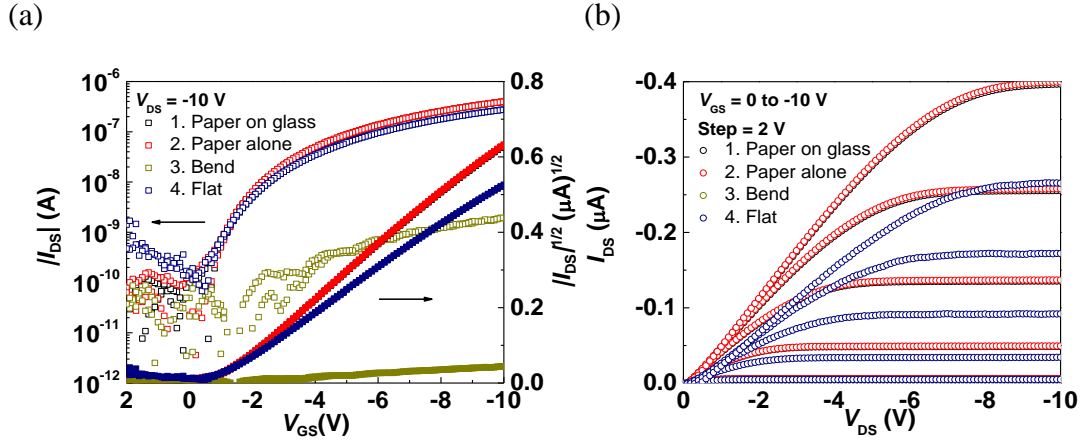 (a)
(b)
|I_DS| (A)
10^-6
10^-7
10^-8
10^-9
10^-10
10^-11
10^-12
V_DS = -10 V
1. Paper on glass
2. Paper alone
3. Bend
4. Flat
0.8
0.6
0.4
0.2
0.0
|I_DS|^1/2 (μA)^1/2
2 0 -2 -4 -6 -8 -10
V_GS(V)
I_DS (μA)
-0.4
-0.3
-0.2
-0.1
0.0
V_GS = 0 to -10 V
Step = 2 V
1. Paper on glass
2. Paper alone
3. Bend
4. Flat
0 -2 -4 -6 -8 -10
V_DS (V)